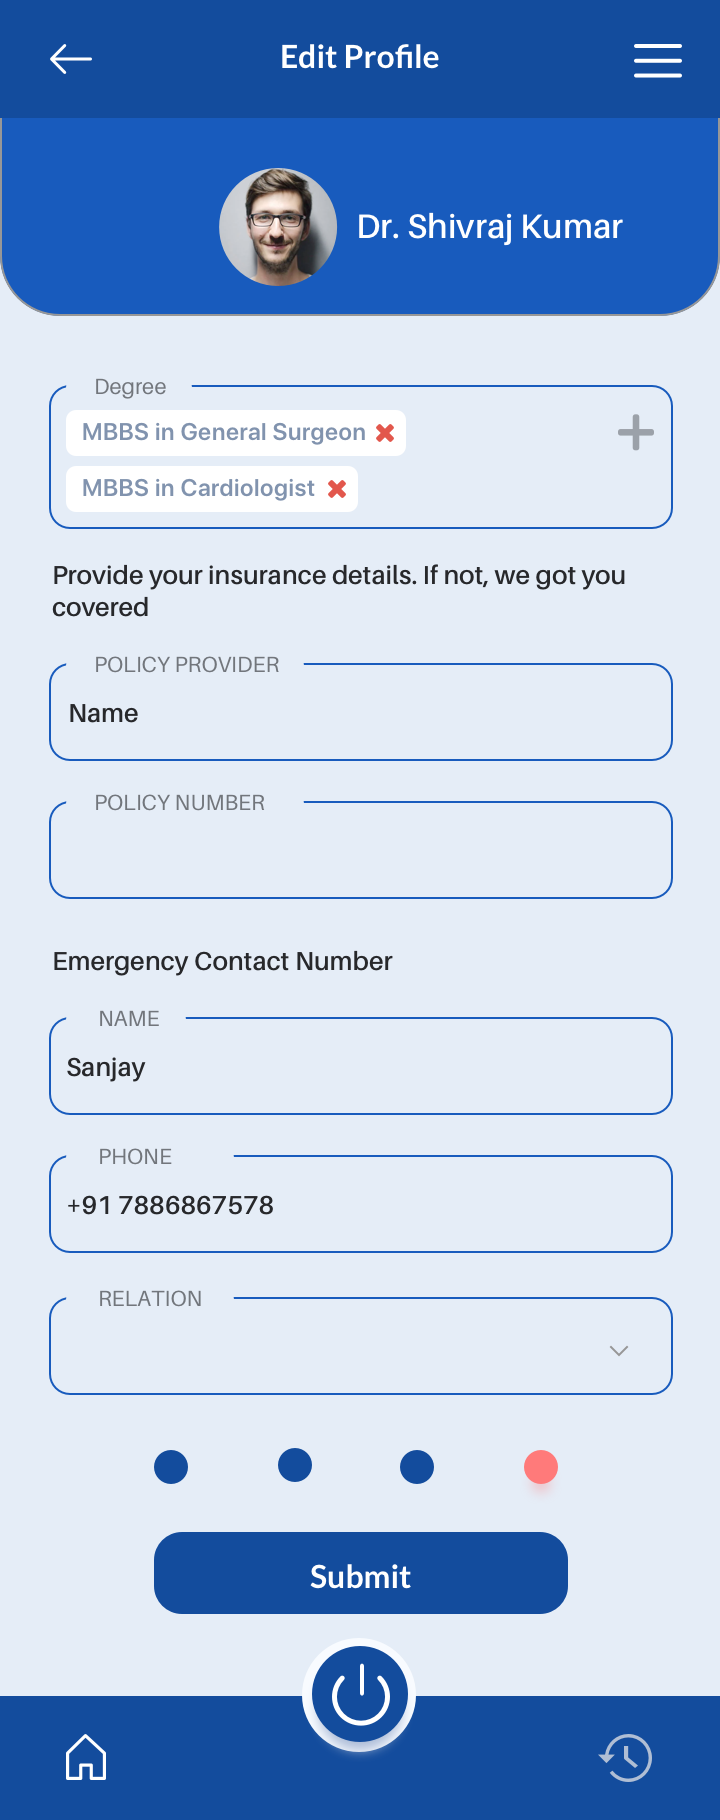 Edit Profile
Dr. Shivraj Kumar
Degree
MBBS in General Surgeon
MBBS in Cardiologist
Provide your insurance details. If not, we got you
covered
POLICY PROVIDER
Name
POLICY NUMBER
Emergency Contact Number
NAME
Sanjay
PHONE
+91 7886867578
RELATION
Submit